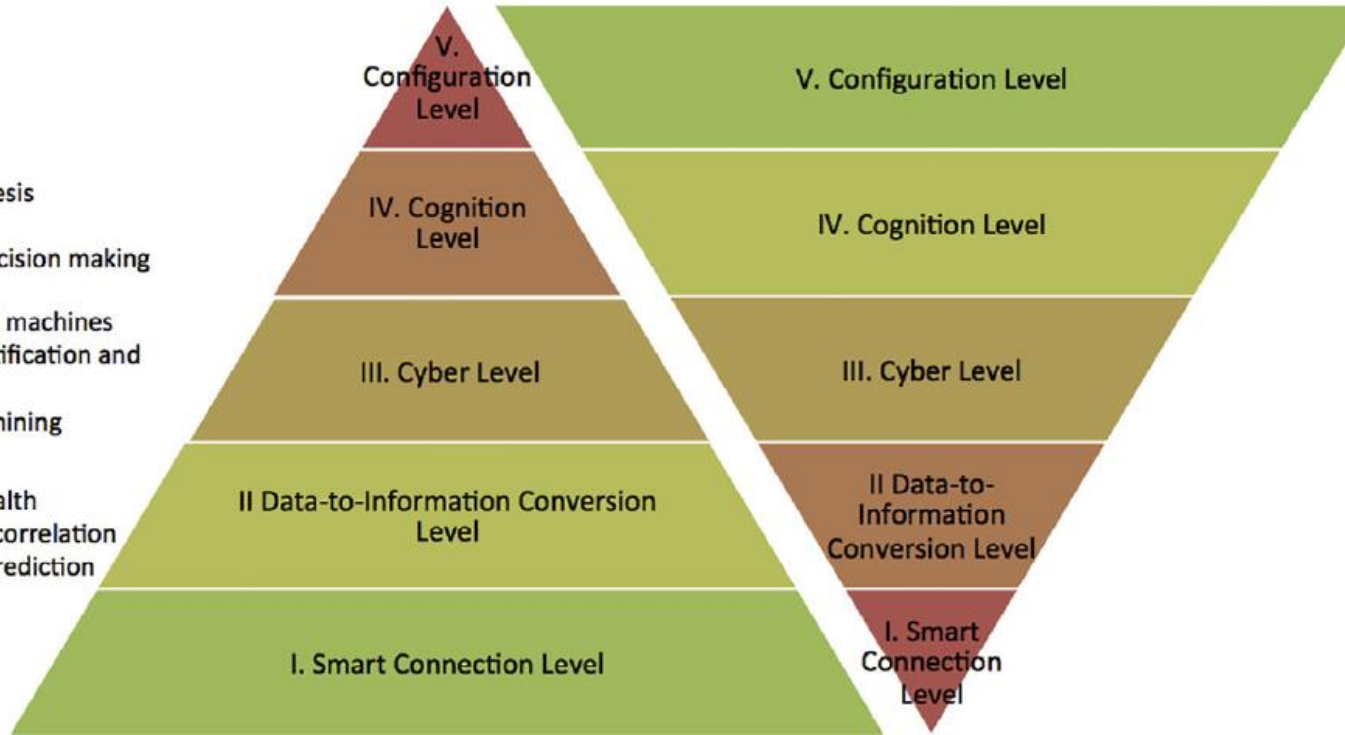 esis
cision making
machines
tification and
nining
alth
correlation
rediction
V.
Configuration
Level
IV. Cognition
Level
III. Cyber Level
II Data-to-Information Conversion
Level
I. Smart Connection Level
V. Configuration Level
IV. Cognition Level
III. Cyber Level
II Data-to-
Information
Conversion Level
I. Smart
Connection
Level